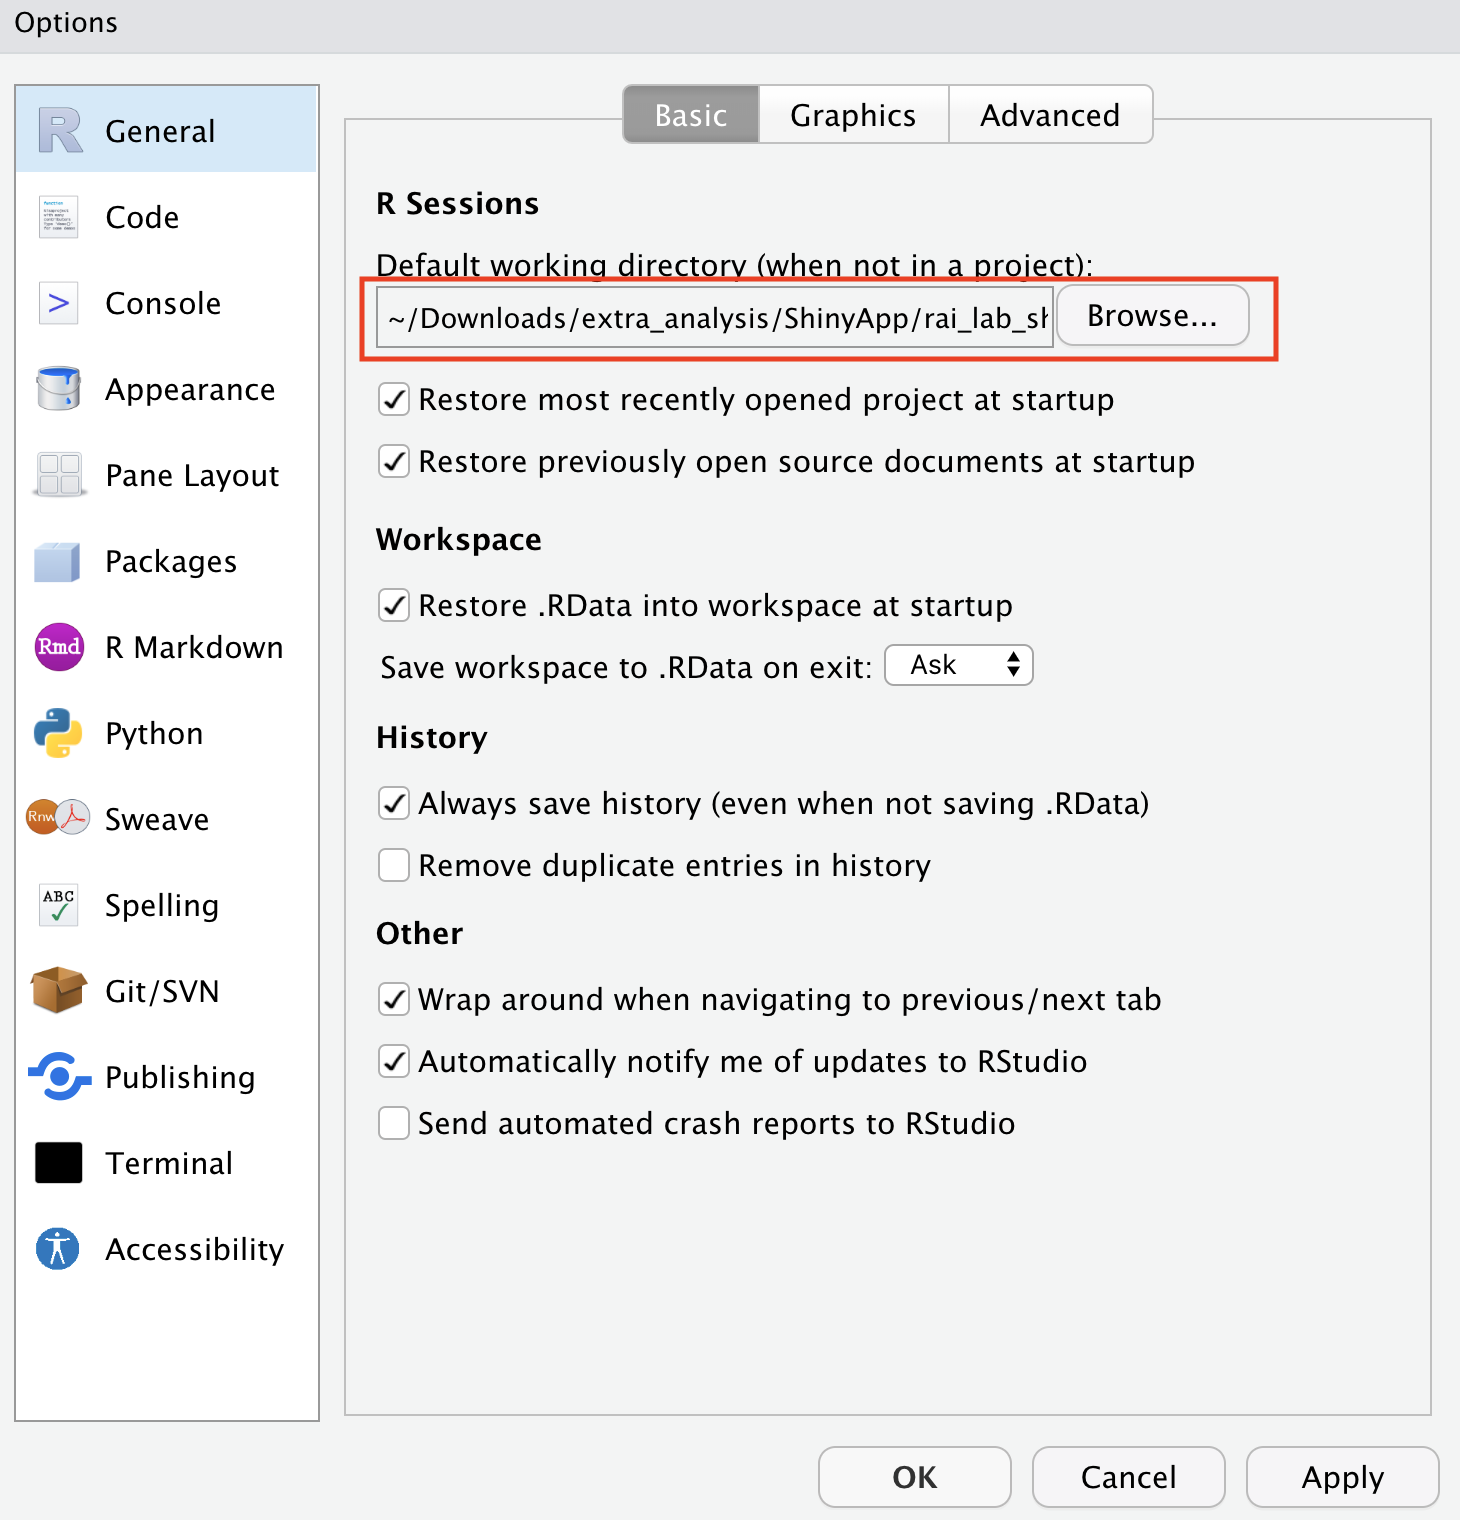 Options
General
Code
Console
Appearance
Pane Layout
Packages
Rmd
R Markdown
Python
Rnw
Sweave
ABC
Spelling
Git/SVN
Publishing
Terminal
Accessibility
Basic
Graphics
Advanced
R Sessions
Default working directory (when not in a project):
~/Downloads/extra_analysis/ShinyApp/rai_lab_sh
Browse...
Restore most recently opened project at startup
Restore previously open source documents at startup
Workspace
Restore .RData into workspace at startup
Save workspace to .RData on exit:
Ask
History
Always save history (even when not saving .RData)
Remove duplicate entries in history
Other
Wrap around when navigating to previous/next tab
Automatically notify me of updates to RStudio
Send automated crash reports to RStudio
OK
Cancel
Apply